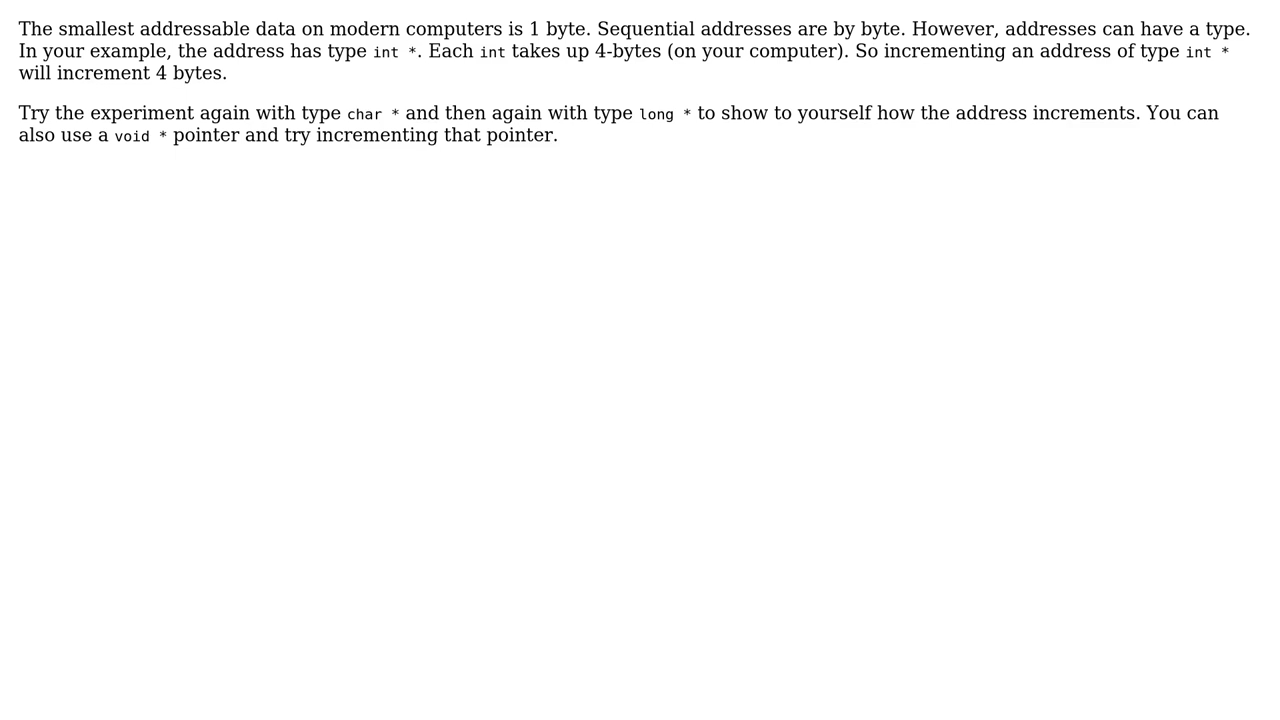 The smallest addressable data on modern computers is 1 byte. Sequential addresses are by byte. However, addresses can have a type.
In your example, the address has type int *. Each int takes up 4-bytes (on your computer). So incrementing an address of type int *
will increment 4 bytes.
Try the experiment again with type char * and then again with type long * to show to yourself how the address increments. You can
also use a void * pointer and try incrementing that pointer.